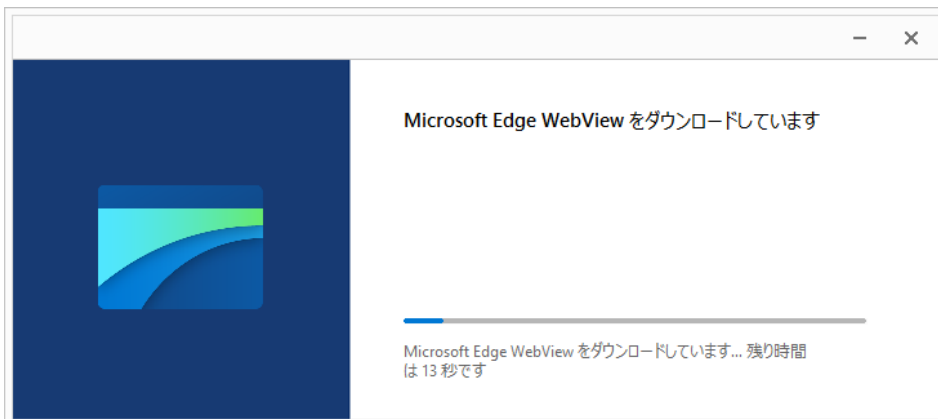 Microsoft Edge WebView をダウンロードしています
Microsoft Edge WebView をダウンロードしています... 残り時間
は 13 秒です